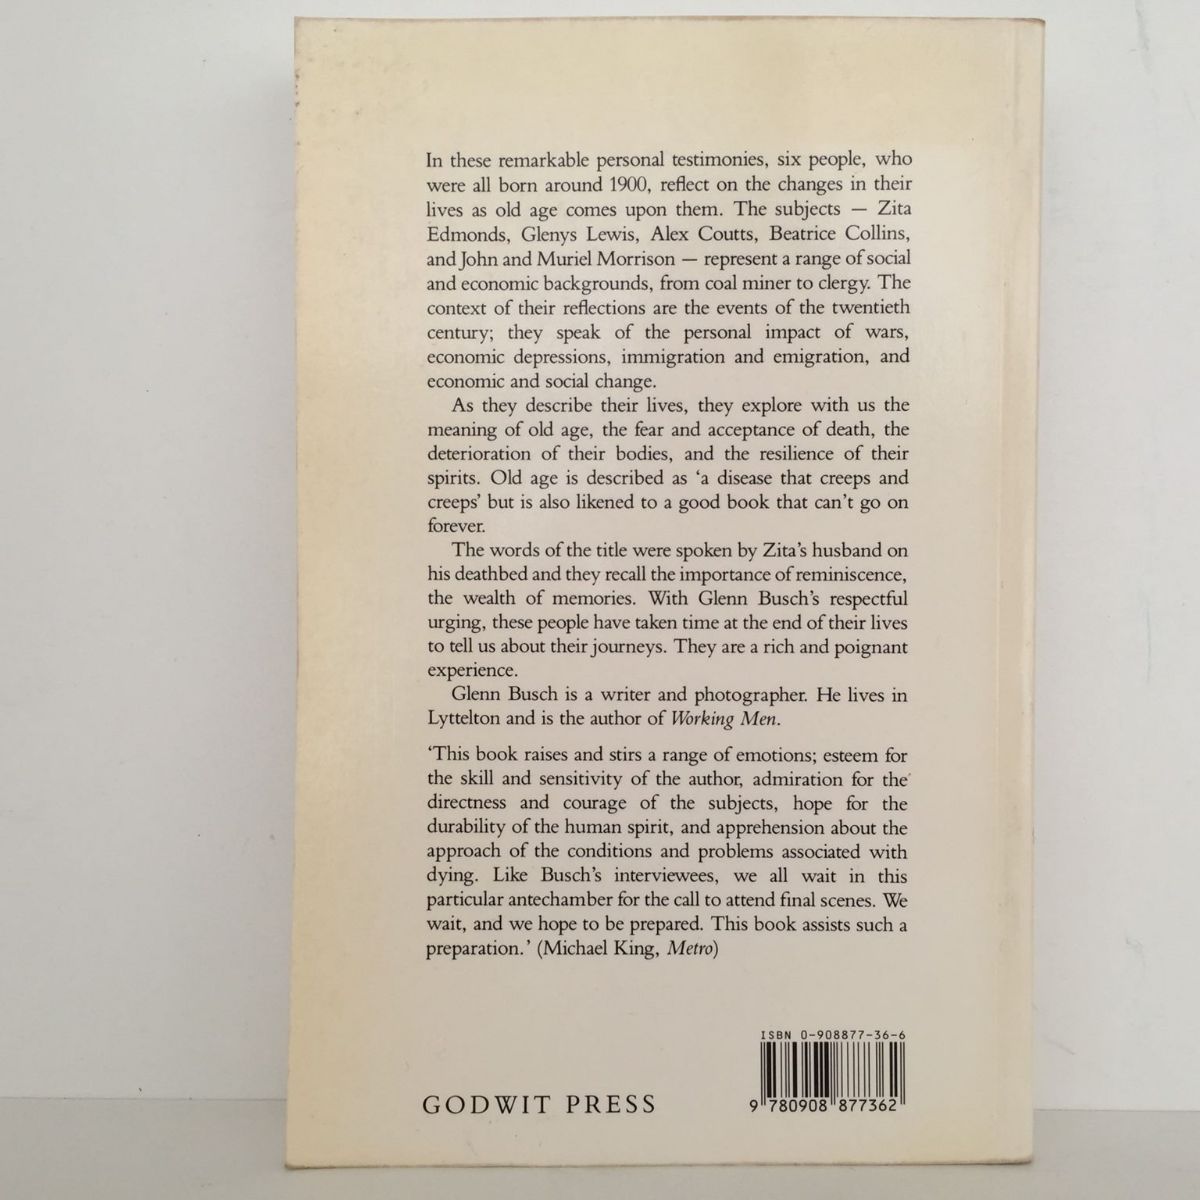 In these remarkable personal testimonies, six people, who
were all born around 1900, reflect on the changes in their
lives as old age comes upon them. The subjects — Zita
Edmonds, Glenys Lewis, Alex Coutts, Beatrice Collins,
and John and Muriel Morrison — represent a range of social
and economic backgrounds, from coal miner to clergy. The
context of their reflections are the events of the twentieth
century; they speak of the personal impact of wars,
economic depressions, immigration and emigration, and
economic and social change.
As they describe their lives, they explore with us the
meaning of old age, the fear and acceptance of death, the
deterioration of their bodies, and the resilience of their
spirits. Old age is described as ‘a disease that creeps and
creeps’ but is also likened to a good book that can’t go on
forever.
The words of the title were spoken by Zita’s husband on
his deathbed and they recall the importance of reminiscence,
the wealth of memories. With Glenn Busch’s respectful
urging, these people have taken time at the end of their lives
to tell us about their journeys. They are a rich and poignant
experience.
Glenn Busch is a writer and photographer. He lives in
Lyttelton and is the author of Working Men.
‘This book raises and stirs a range of emotions; esteem for
the skill and sensitivity of the author, admiration for the
directness and courage of the subjects, hope for the
durability of the human spirit, and apprehension about the
approach of the conditions and problems associated with
dying. Like Busch’s interviewees, we all wait in this
particular antechamber for the call to attend final scenes. We
wait, and we hope to be prepared. This book assists such a
preparation.’ (Michael King, Metro)
ISBN 0-908877-36-6
GODWIT PRESS
9 780908 877362